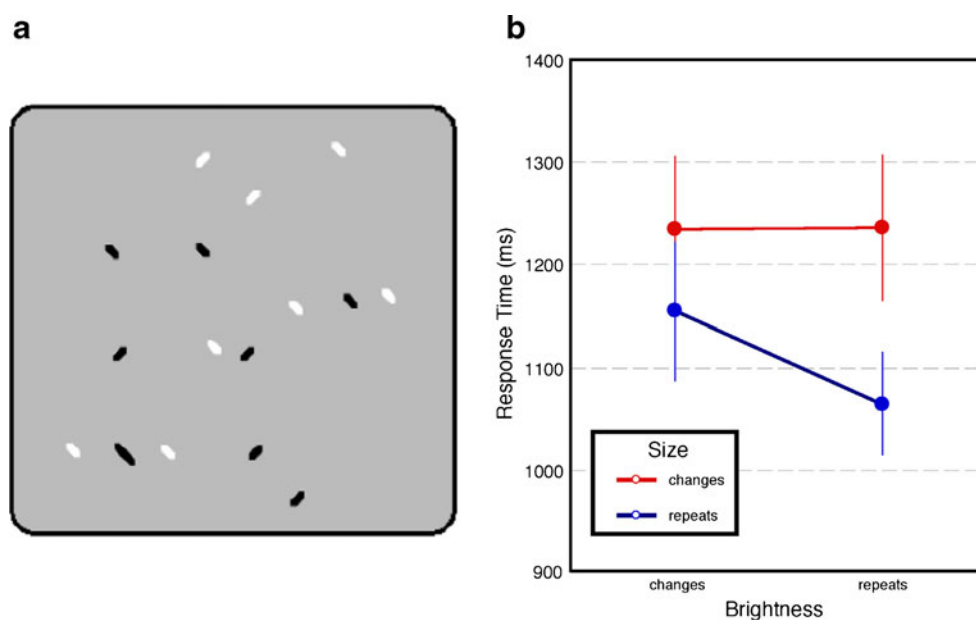 a
b
1400
1300
1200
1100
1000
900
Response Time (ms)
Size
changes
repeats
changes
repeats
Brightness